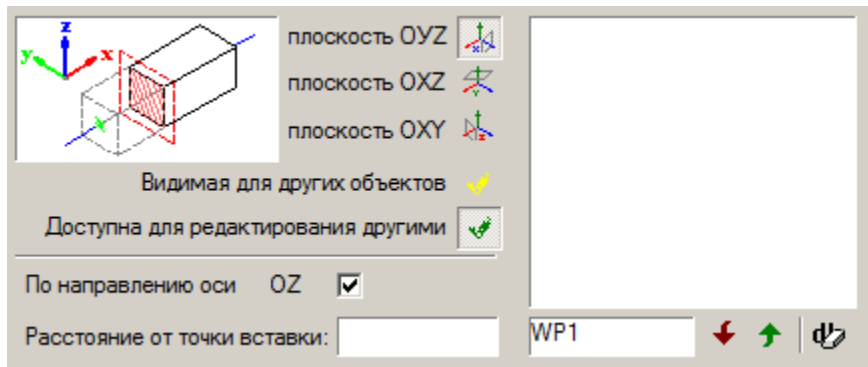 z
y
x
плоскость ОУZ
плоскость OXZ
плоскость OXY
Видимая для других объектов
Доступна для редактирования другими
По направлению оси OZ
Расстояние от точки вставки:
WP1